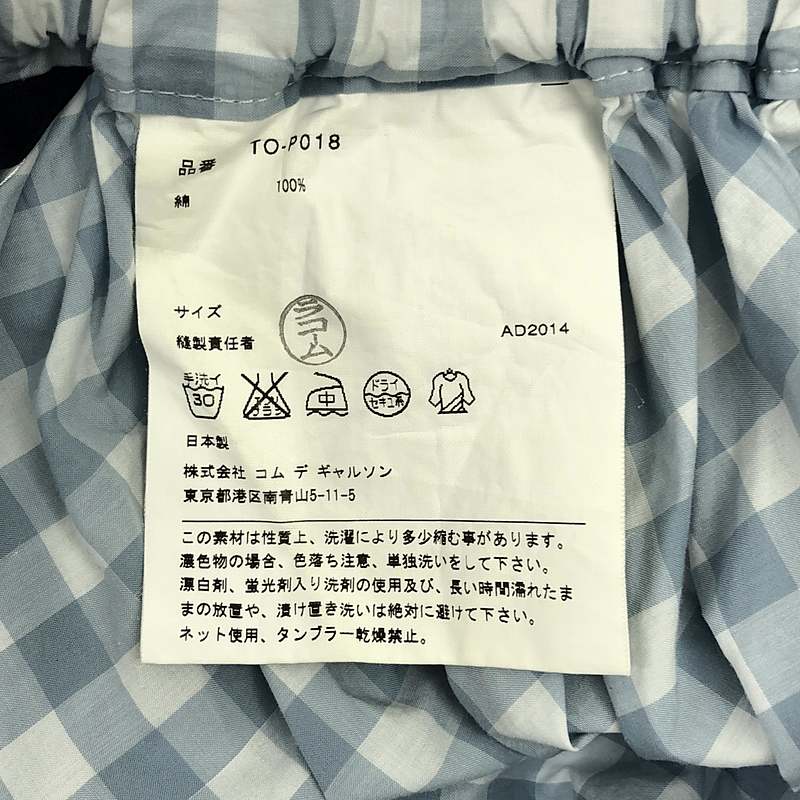 品番 TO-P018
綿 100%
サイズ
ラコーム
縫製責任者
AD2014
手洗イ
30
中
ドライ
セキユ系
日本製
株式会社 コム デ ギャルソン
東京都港区南青山5-11-5
この素材は性質上、洗濯により多少縮む事があります。
濃色物の場合、色落ち注意、単独洗いをして下さい。
漂白剤、蛍光剤入り洗剤の使用及び、長い時間濡れたま
まの放置や、漬け置き洗いは絶対に避けて下さい。
ネット使用、タンブラー乾燥禁止。